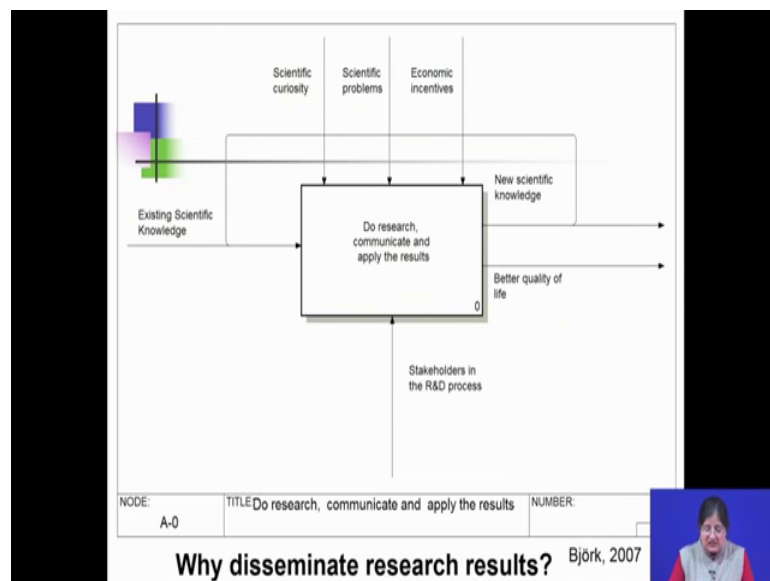 Scientific
curiosity
Scientific
problems
Economic
incentives
New scientific
knowledge
Existing Scientific
Knowledge
Do research,
communicate and
apply the results
Better quality of
life
0
Stakeholders in
the R&D process
NODE:
A-0
TITLE: Do research, communicate and apply the results
NUMBER:
Why disseminate research results?
Björk, 2007